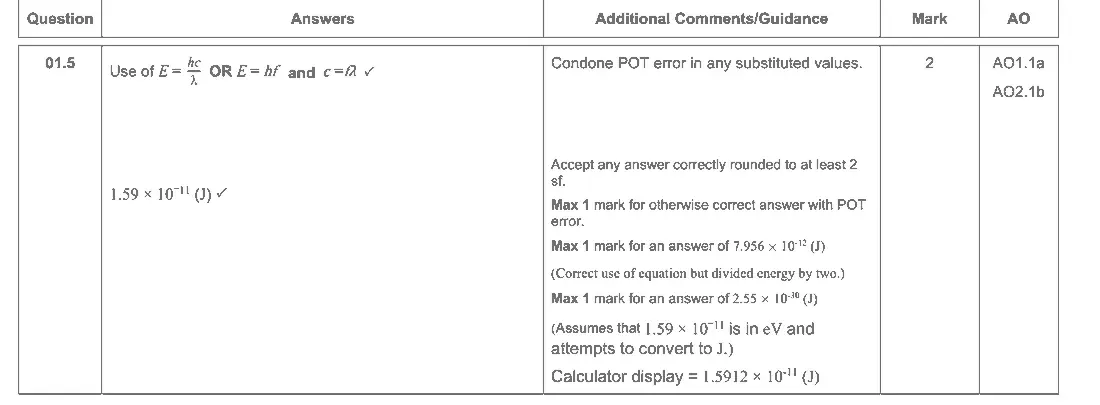 Question Answers Additional Comments/Guidance Mark AO
01.5 Use of E = hc/λ OR E = hf and c = fλ ✓ Condone POT error in any substituted values. 2 AO1.1a
AO2.1b
Accept any answer correctly rounded to at least 2
sf.
1.59 × 10⁻¹¹ (J) ✓
Max 1 mark for otherwise correct answer with POT
error.
Max 1 mark for an answer of 7.956 × 10⁻¹² (J)
(Correct use of equation but divided energy by two.)
Max 1 mark for an answer of 2.55 × 10⁻³⁰ (J)
(Assumes that 1.59 × 10⁻¹¹ is in eV and
attempts to convert to J.)
Calculator display = 1.5912 × 10⁻¹¹ (J)